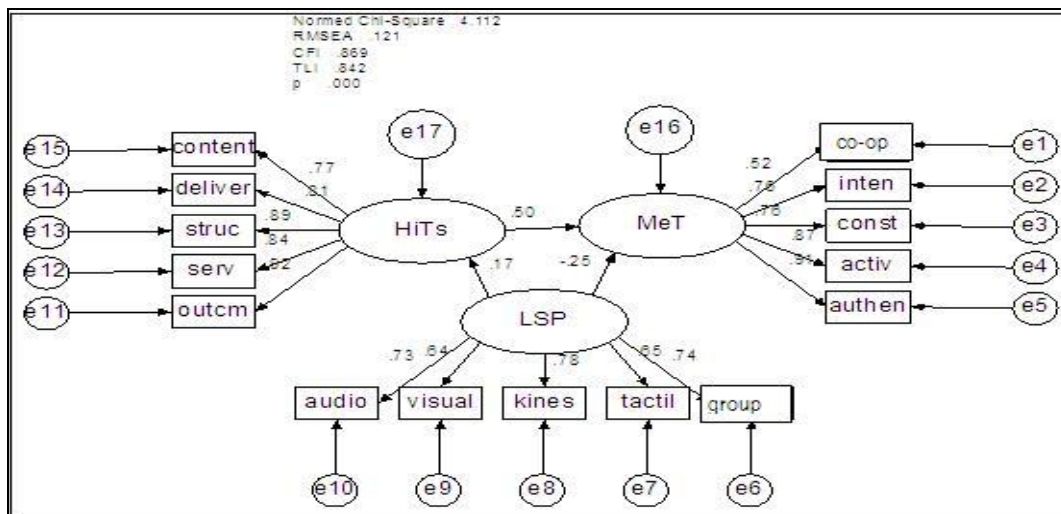 Normed Chi-Square 4.112
RMSEA .121
CFI .869
TLI .842
p .000
e17
e16
e15
content
.77
co-op
e1
.52
e14
deliver
.81
.76
inten
e2
e13
struc
.89
HiTs
.50
MeT
.76
const
e3
.84
.87
e12
serv
.82
.17
-.25
.91
activ
e4
e11
outcm
LSP
authen
e5
.73
.64
.78
.65
.74
audio
visual
kines
tactil
group
e10
e9
e8
e7
e6